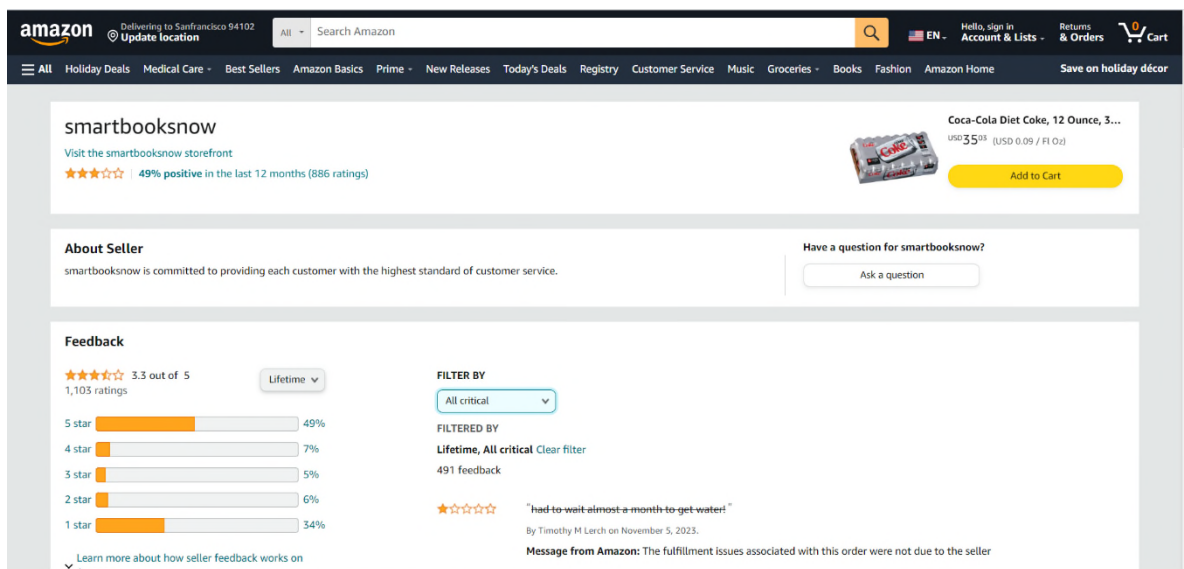 amazon
Delivering to Sanfrancisco 94102
Update location
All
Search Amazon
EN
Hello, sign in
Account & Lists
Returns
& Orders
0
Cart
All Holiday Deals Medical Care Best Sellers Amazon Basics Prime New Releases Today's Deals Registry Customer Service Music Groceries Books Fashion Amazon Home Save on holiday décor
smartbooksnow
Visit the smartbooksnow storefront
49% positive in the last 12 months (886 ratings)
Coca-Cola Diet Coke, 12 Ounce, 3...
USD 35 03 (USD 0.09 / Fl Oz)
Add to Cart
Coke
About Seller
smartbooksnow is committed to providing each customer with the highest standard of customer service.
Have a question for smartbooksnow?
Ask a question
Feedback
3.3 out of 5
1,103 ratings
Lifetime
5 star 49%
4 star 7%
3 star 5%
2 star 6%
1 star 34%
Learn more about how seller feedback works on
FILTER BY
All critical
FILTERED BY
Lifetime, All critical Clear filter
491 feedback
"had to wait almost a month to get water! "
By Timothy M Lerch on November 5, 2023.
Message from Amazon: The fulfillment issues associated with this order were not due to the seller